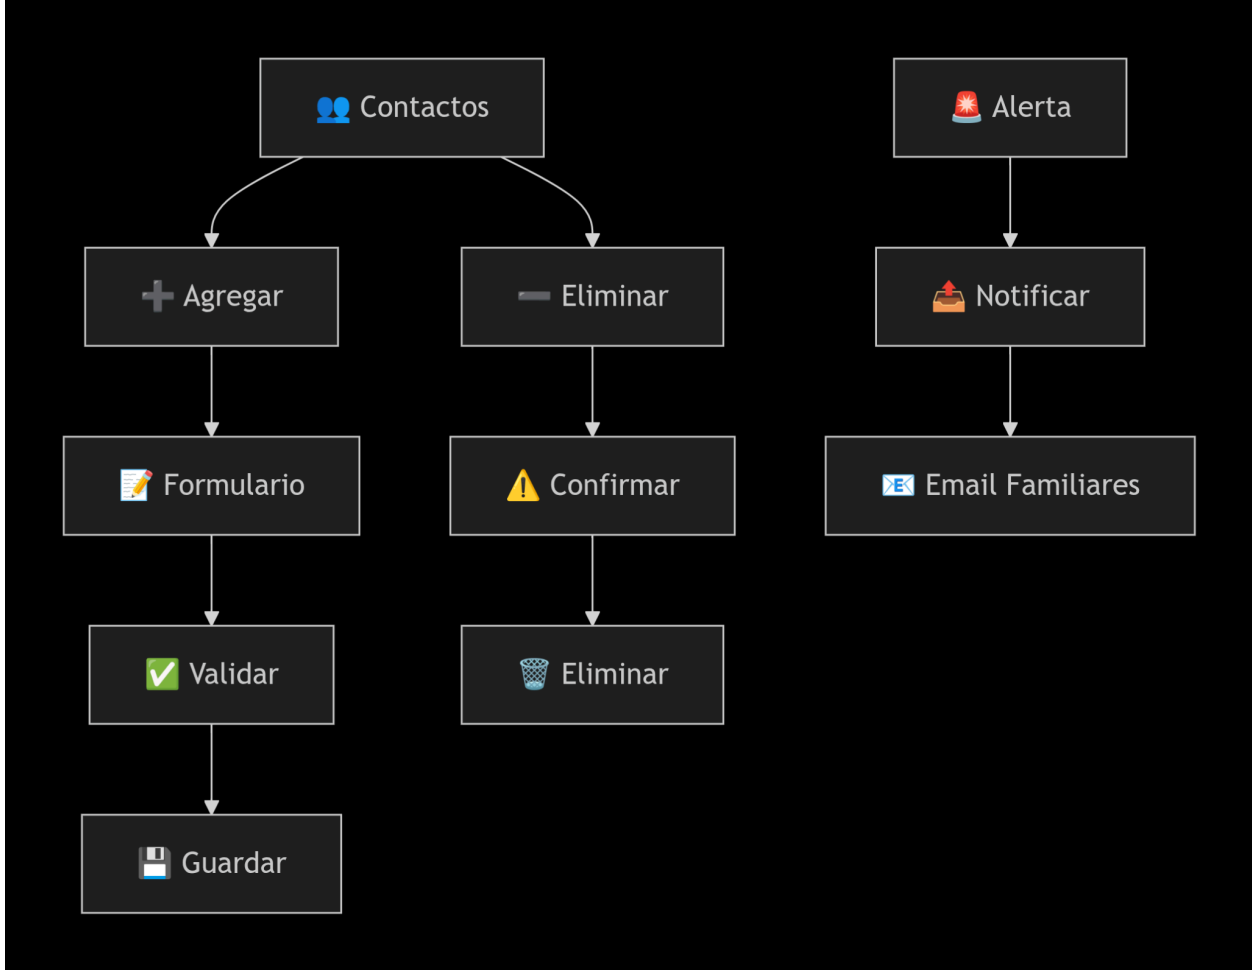 👥 Contactos
🚨 Alerta
➕ Agregar
➖ Eliminar
📤 Notificar
📝 Formulario
⚠️ Confirmar
📧 Email Familiares
✅ Validar
🗑️ Eliminar
💾 Guardar